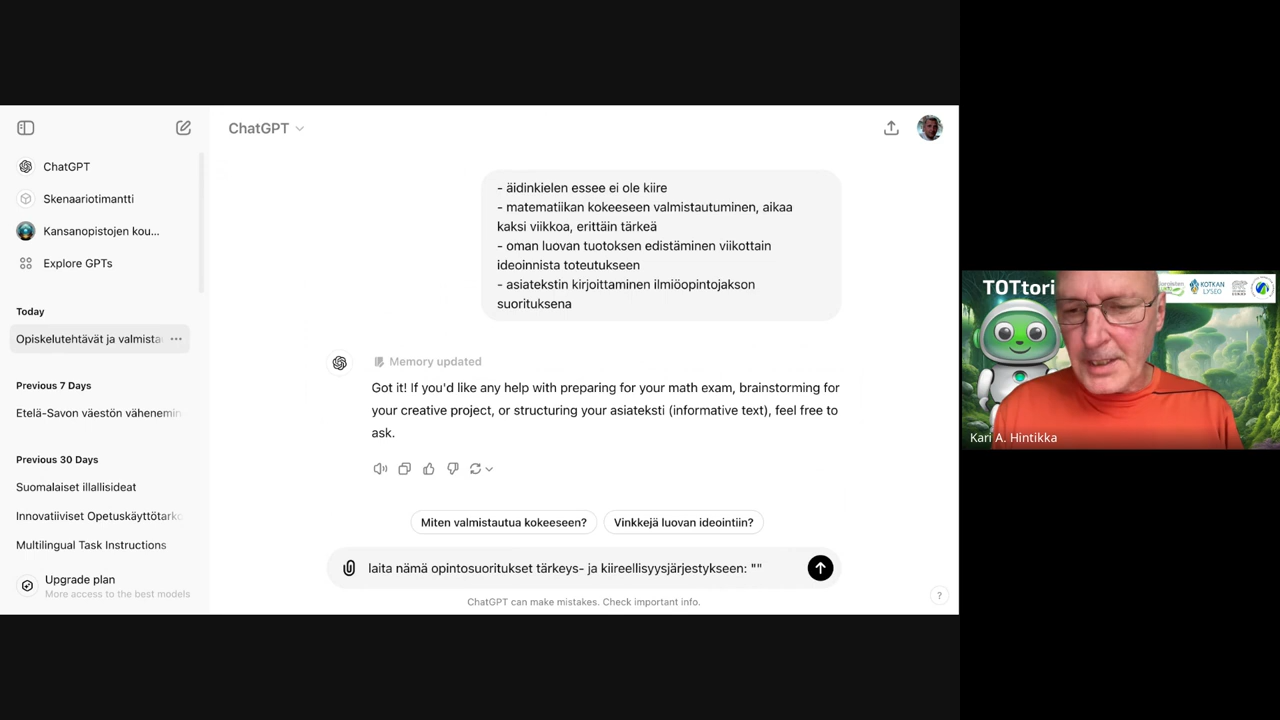 ChatGPT
ChatGPT
Skenaariotimantti
Kansanopistojen kou...
Explore GPTs
Today
Opiskelutehtävät ja valmista
Previous 7 Days
Etelä-Savon väestön vähenemin
Previous 30 Days
Suomalaiset illallisideat
Innovatiiviset Opetuskäyttötarko
Multilingual Task Instructions
Upgrade plan
More access to the best models
- äidinkielen essee ei ole kiire
- matematiikan kokeeseen valmistautuminen, aikaa
kaksi viikkoa, erittäin tärkeä
- oman luovan tuotoksen edistäminen viikottain
ideoinnista toteutukseen
- asiatekstin kirjoittaminen ilmiöopintojakson
suorituksena
Memory updated
Got it! If you'd like any help with preparing for your math exam, brainstorming for
your creative project, or structuring your asiateksti (informative text), feel free to
ask.
Miten valmistautua kokeeseen?
Vinkkejä luovan ideointiin?
laita nämä opintosuoritukset tärkeys- ja kiireellisyysjärjestykseen: ""
ChatGPT can make mistakes. Check important info.
?
TOTtori
KOTKAN
LYSEO
Kari A. Hintikka